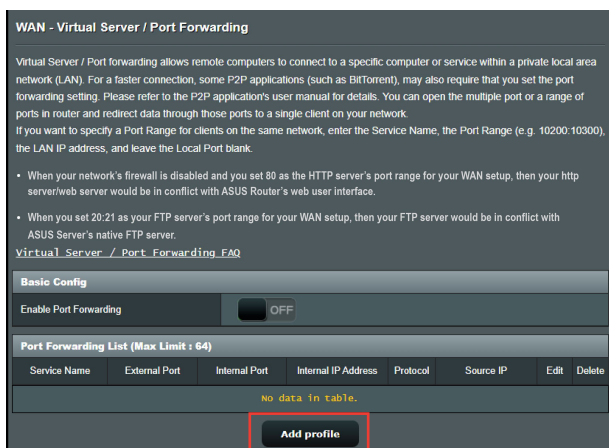 WAN - Virtual Server / Port Forwarding
Virtual Server / Port forwarding allows remote computers to connect to a specific computer or service within a private local area
network (LAN). For a faster connection, some P2P applications (such as BitTorrent), may also require that you set the port
forwarding setting. Please refer to the P2P application's user manual for details. You can open the multiple port or a range of
ports in router and redirect data through those ports to a single client on your network.
If you want to specify a Port Range for clients on the same network, enter the Service Name, the Port Range (e.g. 10200:10300),
the LAN IP address, and leave the Local Port blank.
• When your network's firewall is disabled and you set 80 as the HTTP server's port range for your WAN setup, then your http
server/web server would be in conflict with ASUS Router's web user interface.
• When you set 20:21 as your FTP server's port range for your WAN setup, then your FTP server would be in conflict with
ASUS Server's native FTP server.
Virtual Server / Port Forwarding FAQ
Basic Config
Enable Port Forwarding OFF
Port Forwarding List (Max Limit : 64)
Service Name External Port Internal Port Internal IP Address Protocol Source IP Edit Delete
No data in table.
Add profile